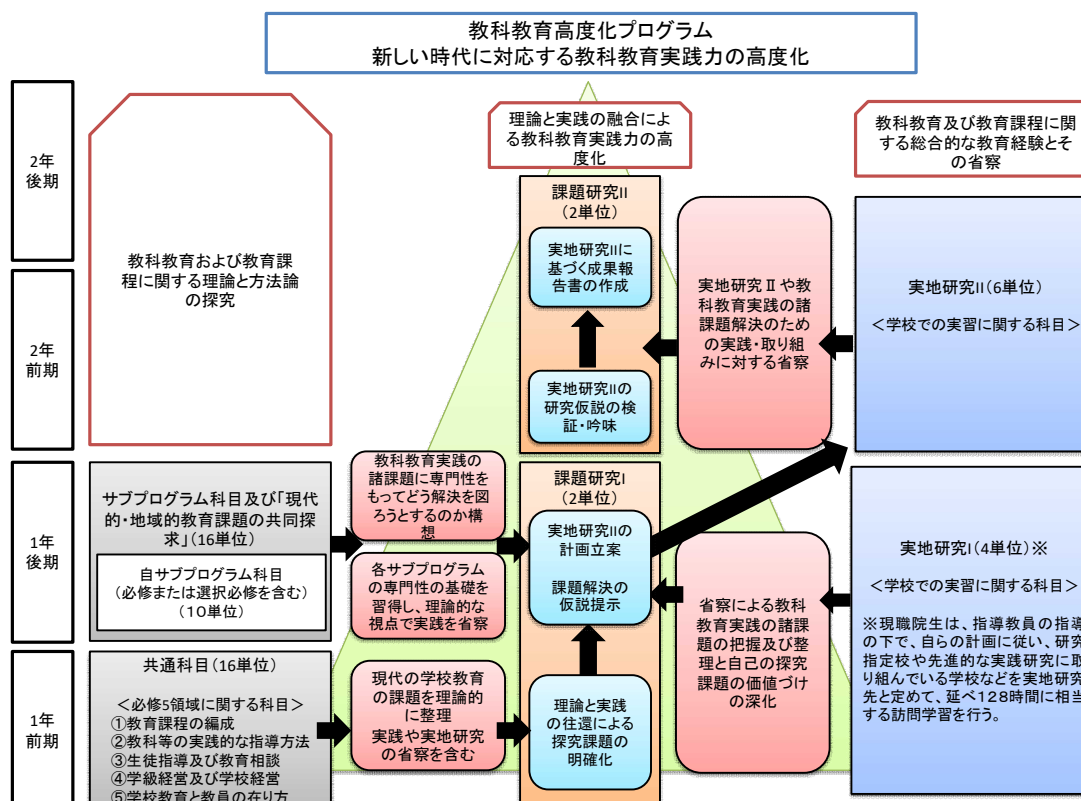 教科教育高度化プログラム
新しい時代に対応する教科教育実践力の高度化
2年
後期
2年
前期
1年
後期
1年
前期
教科教育および教育課
程に関する理論と方法論
の探究
サブプログラム科目及び「現代
的・地域的教育課題の共同探
求」(16単位)
自サブプログラム科目
(必修または選択必修を含む)
(10単位)
共通科目(16単位)
＜必修5領域に関する科目＞
①教育課程の編成
②教科等の実践的な指導方法
③生徒指導及び教育相談
④学級経営及び学校経営
⑤学校教育と教員の在り方
教科教育実践の
諸課題に専門性を
もってどう解決を図
ろうとするのか構
想
各サブプログラム
の専門性の基礎を
習得し、理論的な
視点で実践を省察
現代の学校教育
の課題を理論的
に整理
実践や実地研究
の省察を含む
理論と実践の融合によ
る教科教育実践力の高
度化
課題研究II
(2単位)
実地研究IIに
基づく成果報
告書の作成
実地研究IIの
研究仮説の検
証・吟味
課題研究I
(2単位)
実地研究IIの
計画立案
課題解決の
仮説提示
理論と実践
の往還による
探究課題の
明確化
実地研究Ⅱや教
科教育実践の諸
課題解決のため
の実践・取り組
みに対する省察
省察による教科
教育実践の諸課
題の把握及び整
理と自己の探究
課題の価値づけ
の深化
教科教育及び教育課程に関
する総合的な教育経験とそ
の省察
実地研究II(6単位)
＜学校での実習に関する科目＞
実地研究I(4単位)※
＜学校での実習に関する科目＞
※現職院生は、指導教員の指導
の下で、自らの計画に従い、研究
指定校や先進的な実践研究に取
り組んでいる学校などを実地研究
先と定めて、延べ128時間に相当
する訪問学習を行う。